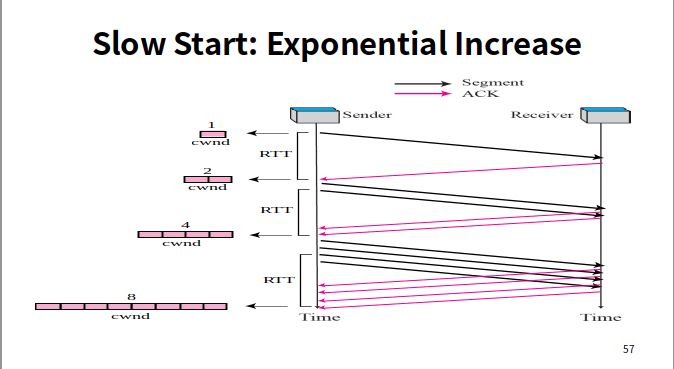 Slow Start: Exponential Increase
Segment
ACK
Sender
Receiver
1
cwnd
RTT
2
cwnd
RTT
4
cwnd
RTT
8
cwnd
Time
Time
57